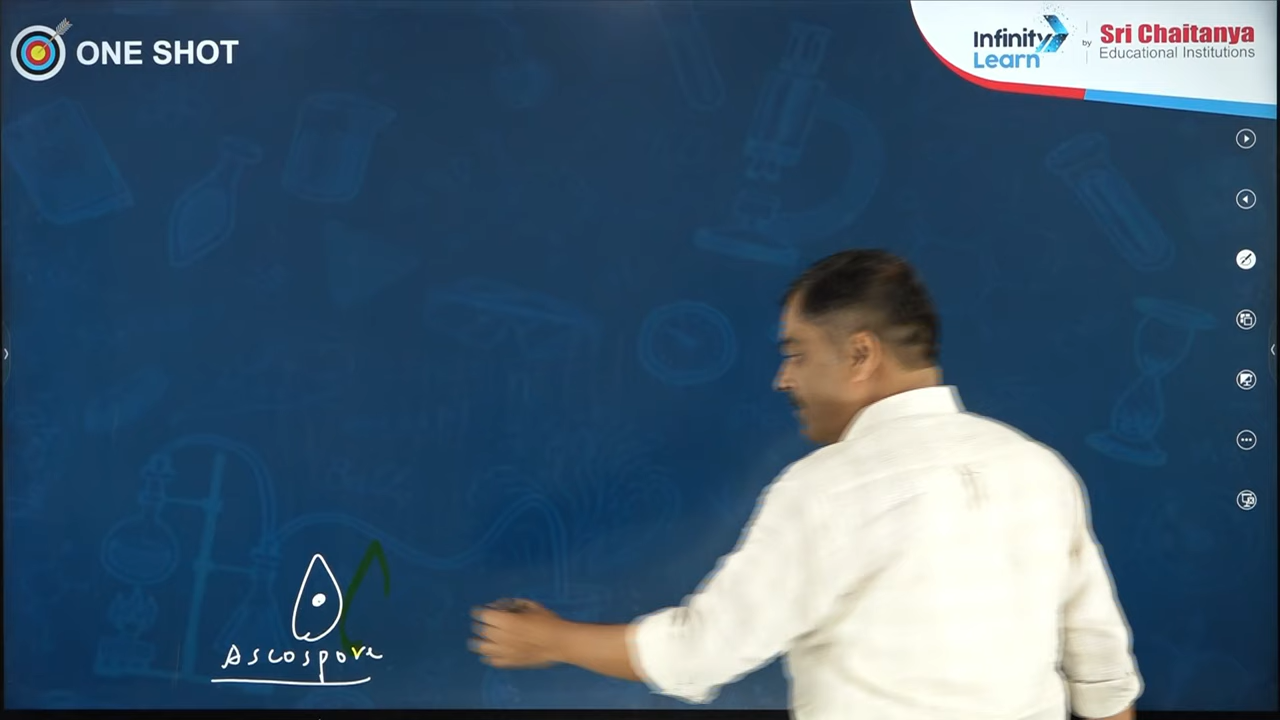 ONE SHOT
Infinity
Learn
by
Sri Chaitanya
Educational Institutions
Ascospore